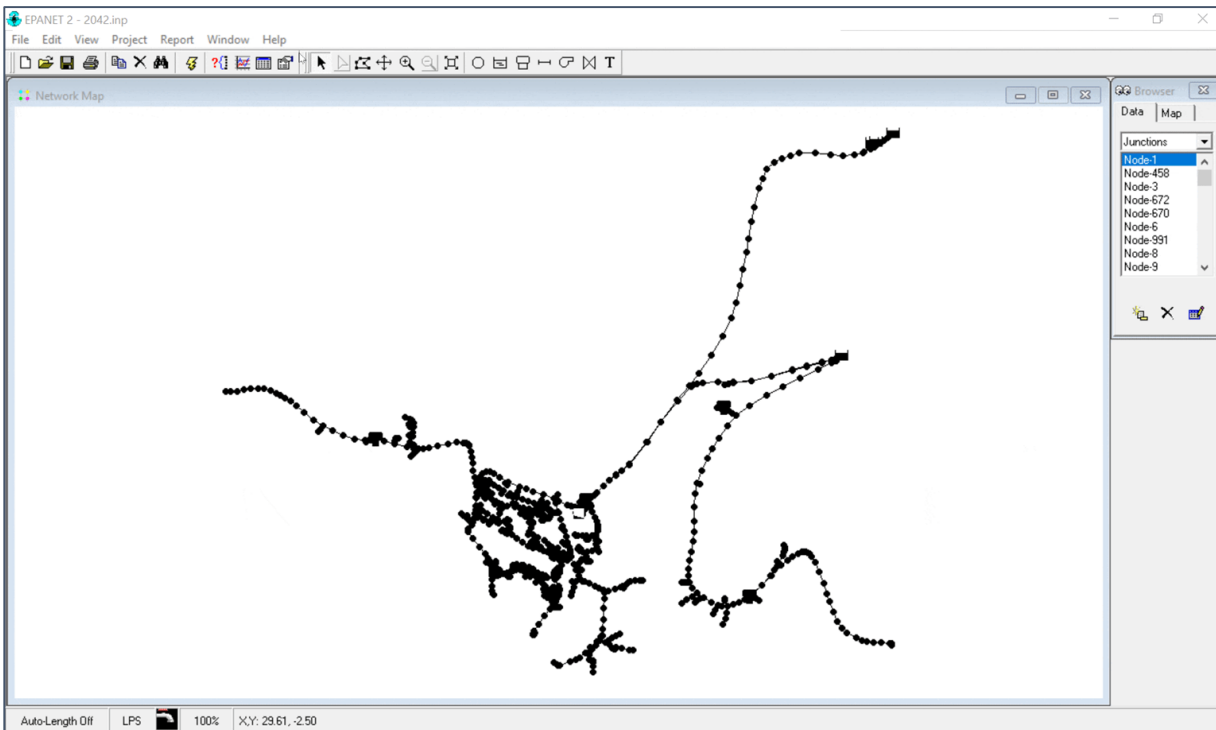 EPANET 2 - 2042.inp
File Edit View Project Report Window Help
T
Network Map
Browser
Data Map
Junctions
Node-1
Node-458
Node-3
Node-672
Node-670
Node-6
Node-991
Node-8
Node-9
Auto-Length Off LPS 100% X,Y: 29.61, -2.50